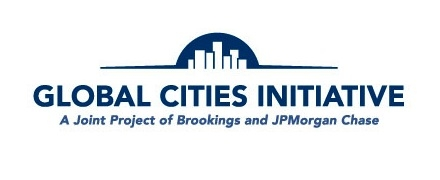 GLOBAL CITIES INITIATIVE
A Joint Project of Brookings and JPMorgan Chase